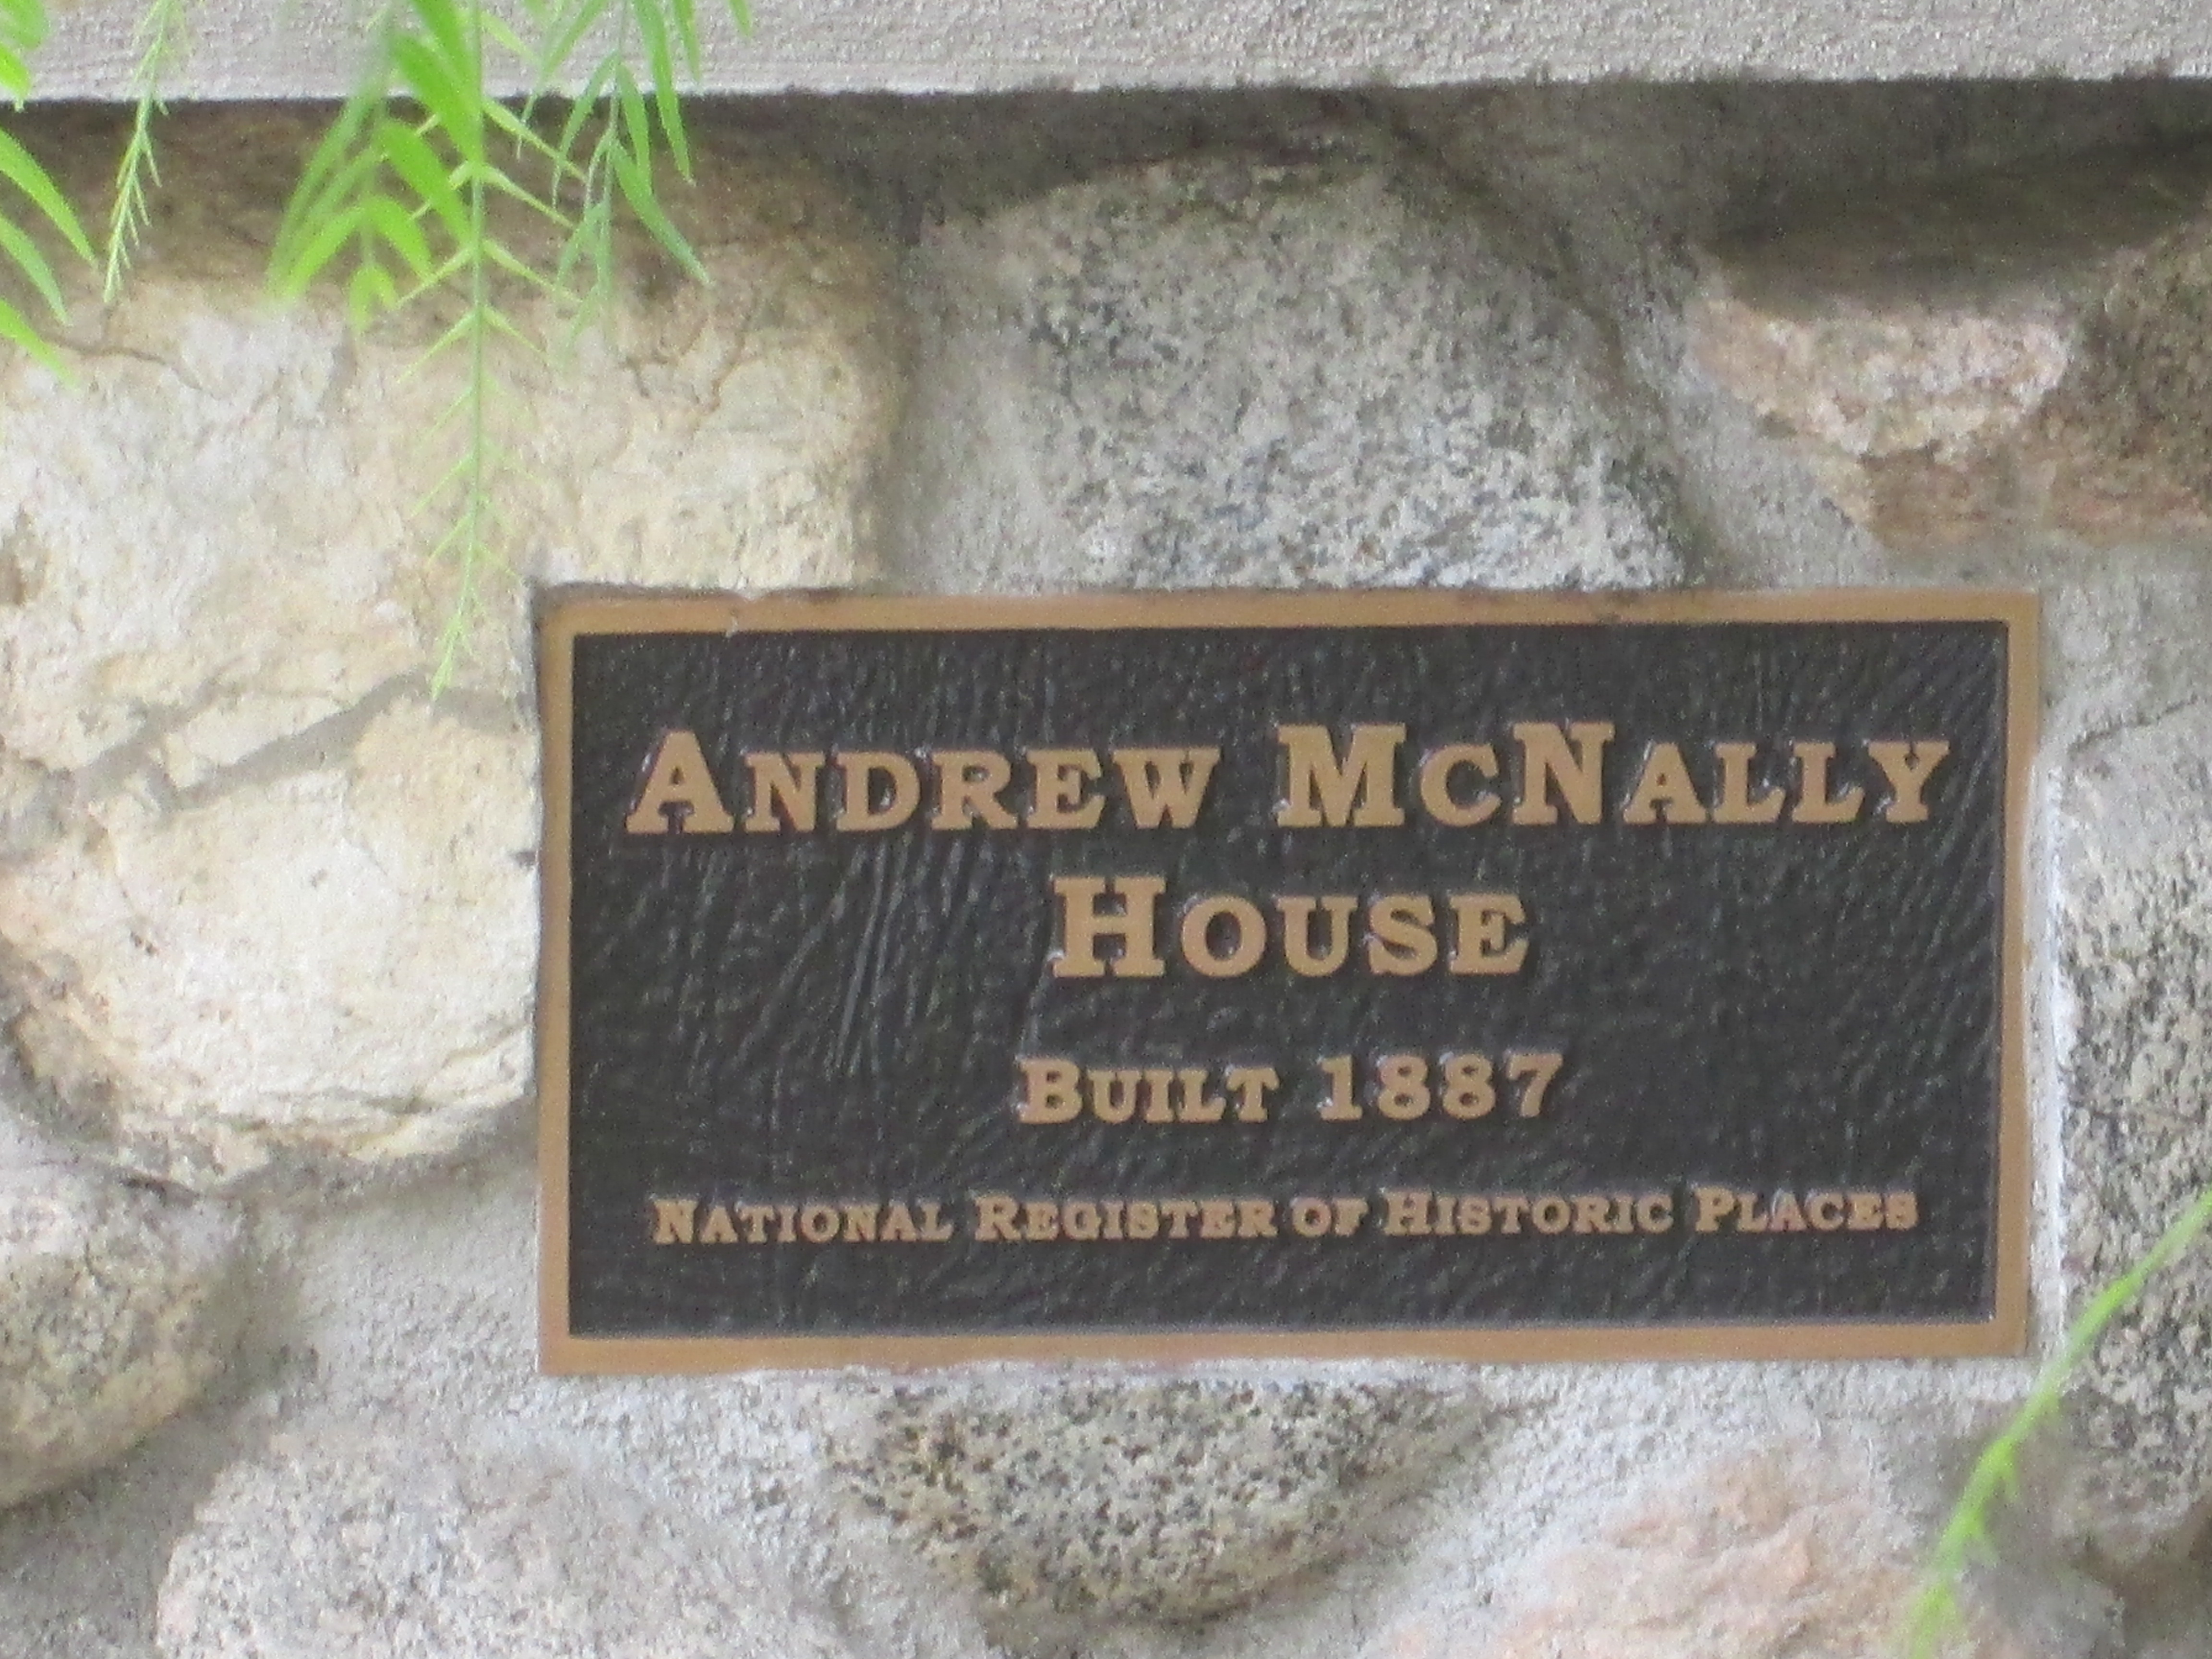 Andrew McNally
House
Built 1887
National Register of Historic Places